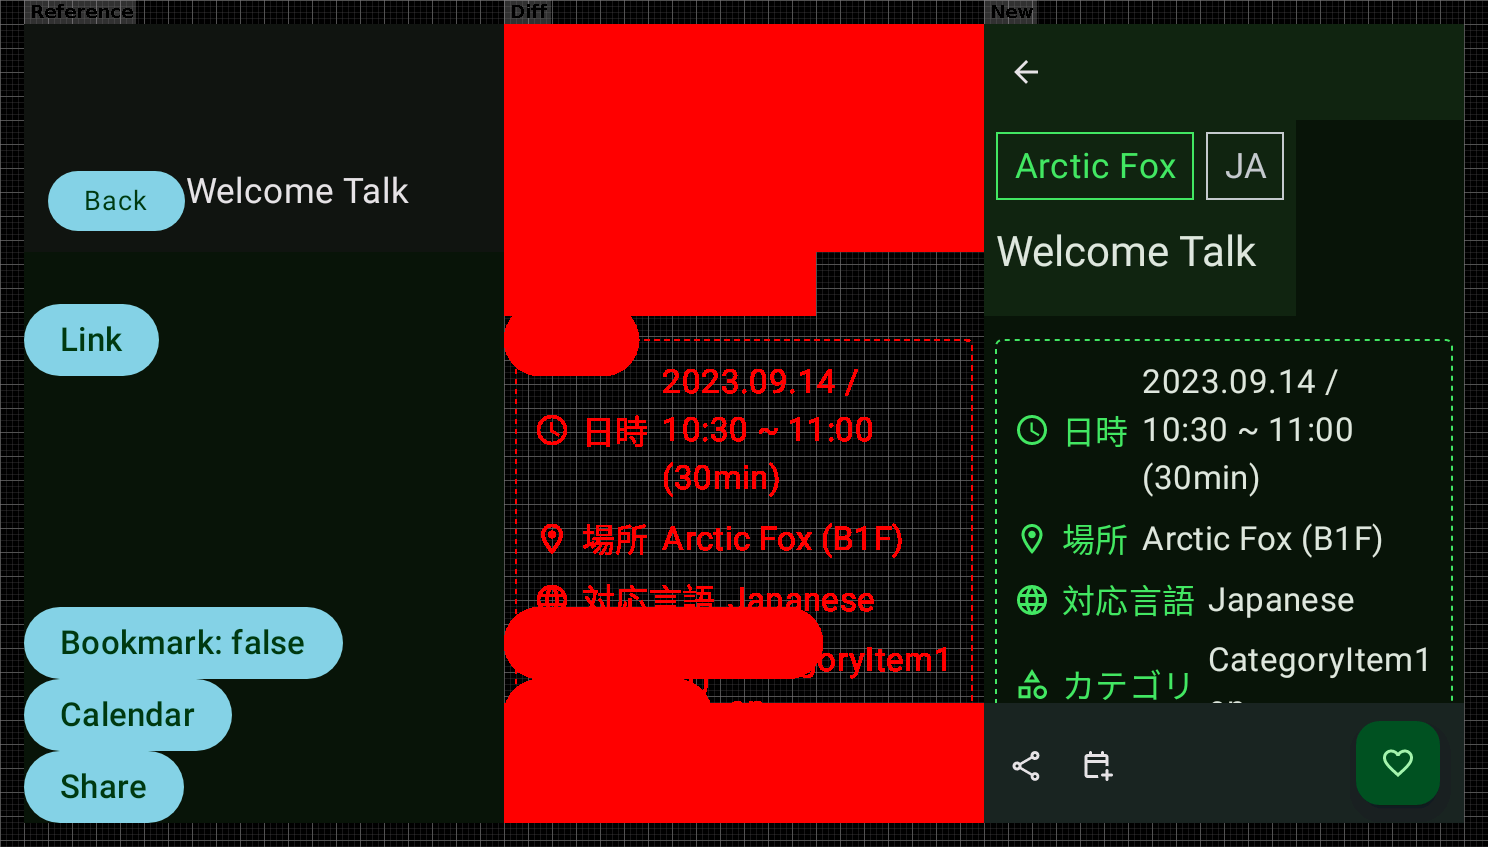 Reference
Back
Welcome Talk
Link
Bookmark: false
Calendar
Share
Diff
2023.09.14 /
日時 10:30 ~ 11:00
(30min)
場所 Arctic Fox (B1F)
対応言語 Japanese
oryItem1
New
Arctic Fox
JA
Welcome Talk
2023.09.14 /
日時 10:30 ~ 11:00
(30min)
場所 Arctic Fox (B1F)
対応言語 Japanese
CategoryItem1
カテゴリ